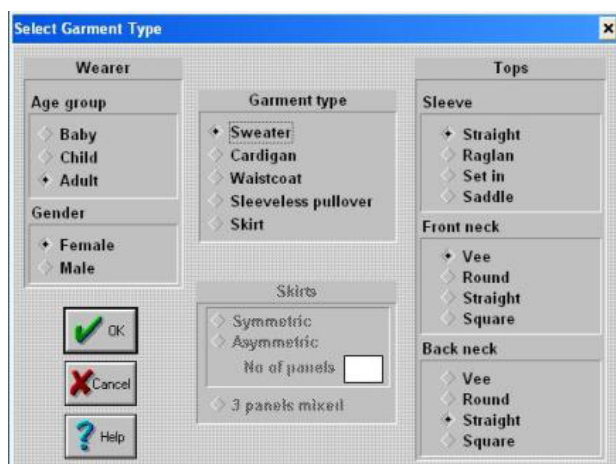 Select Garment Type
Wearer
Age group
Baby
Child
Adult
Gender
Female
Male
OK
Cancel
Help
Garment type
Sweater
Cardigan
Waistcoat
Sleeveless pullover
Skirt
Skirts
Symmetric
Asymmetric
No of panels
3 panels mixed
Tops
Sleeve
Straight
Raglan
Set in
Saddle
Front neck
Vee
Round
Straight
Square
Back neck
Vee
Round
Straight
Square